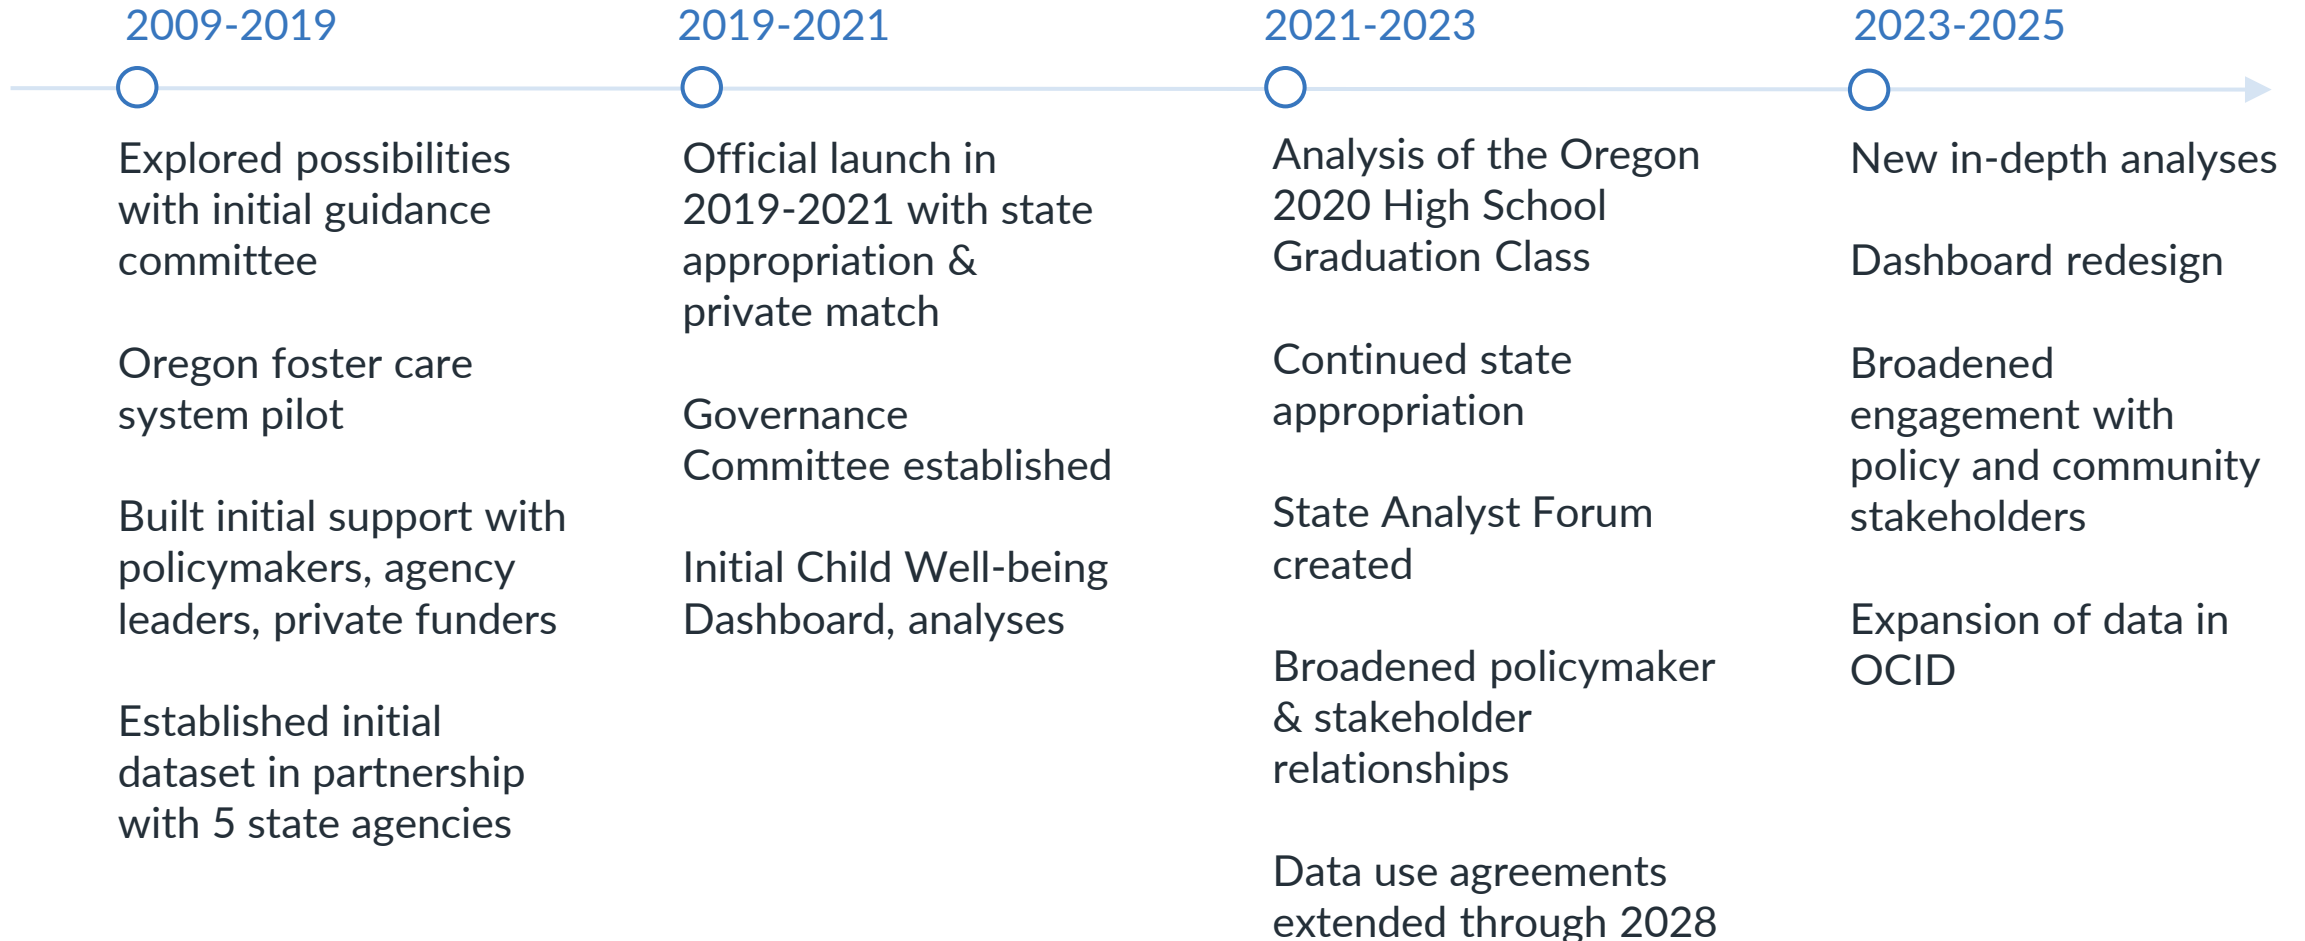 2009-2019
Explored possibilities
with initial guidance
committee
Oregon foster care
system pilot
Built initial support with
policymakers, agency
leaders, private funders
Established initial
dataset in partnership
with 5 state agencies
2019-2021
Official launch in
2019-2021 with state
appropriation &
private match
Governance
Committee established
Initial Child Well-being
Dashboard, analyses
2021-2023
Analysis of the Oregon
2020 High School
Graduation Class
Continued state
appropriation
State Analyst Forum
created
Broadened policymaker
& stakeholder
relationships
Data use agreements
extended through 2028
2023-2025
New in-depth analyses
Dashboard redesign
Broadened
engagement with
policy and community
stakeholders
Expansion of data in
OCID